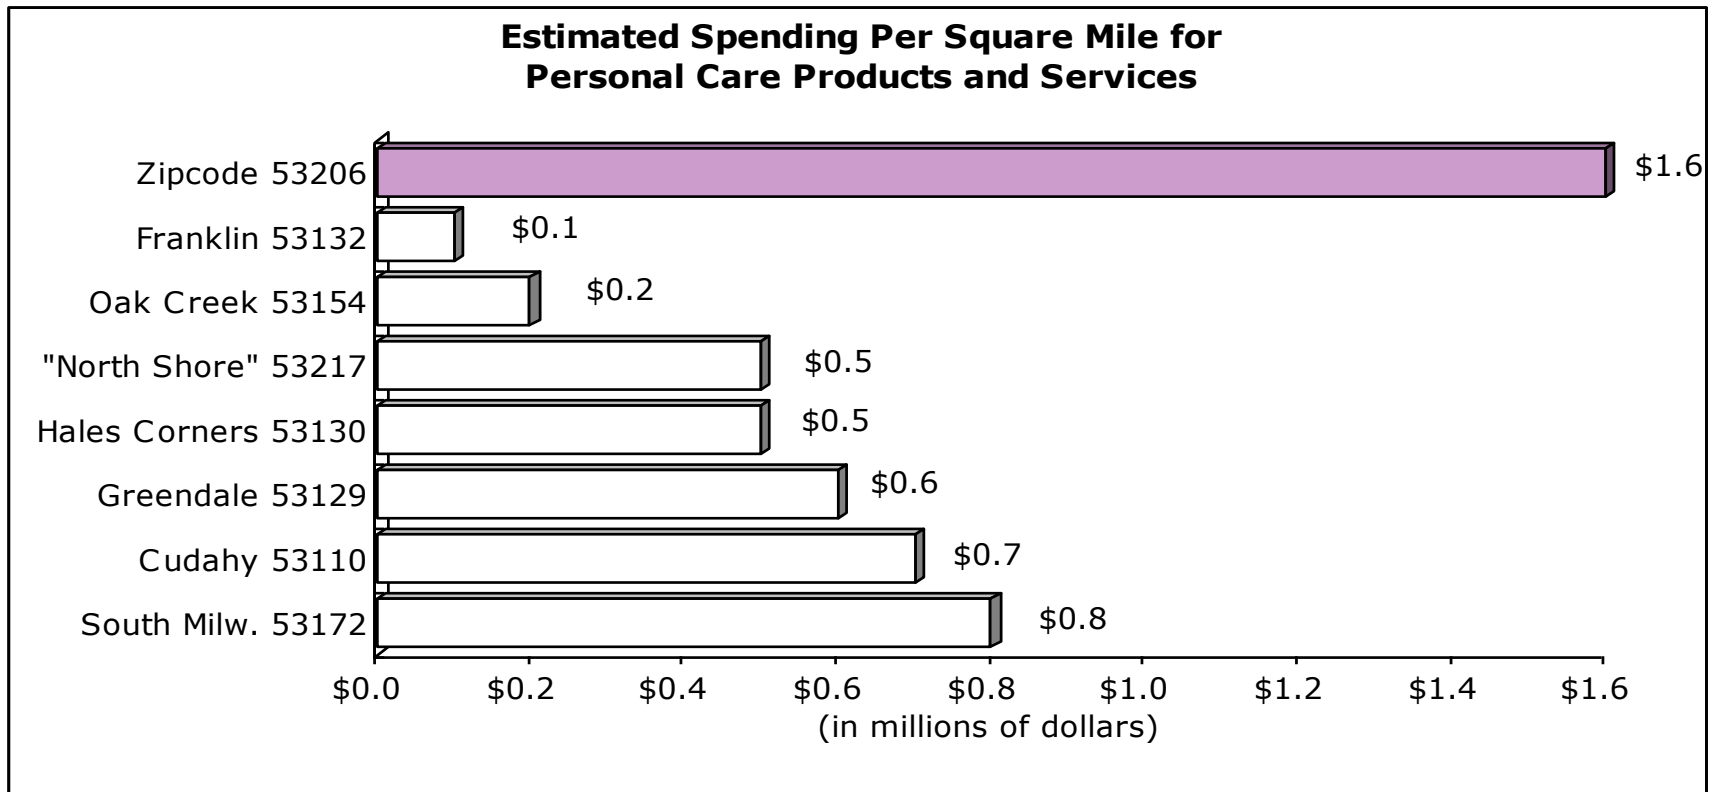 Estimated Spending Per Square Mile for
Personal Care Products and Services
Zipcode 53206 $1.6
Franklin 53132 $0.1
Oak Creek 53154 $0.2
"North Shore" 53217 $0.5
Hales Corners 53130 $0.5
Greendale 53129 $0.6
Cudahy 53110 $0.7
South Milw. 53172 $0.8
$0.0 $0.2 $0.4 $0.6 $0.8 $1.0 $1.2 $1.4 $1.6
(in millions of dollars)